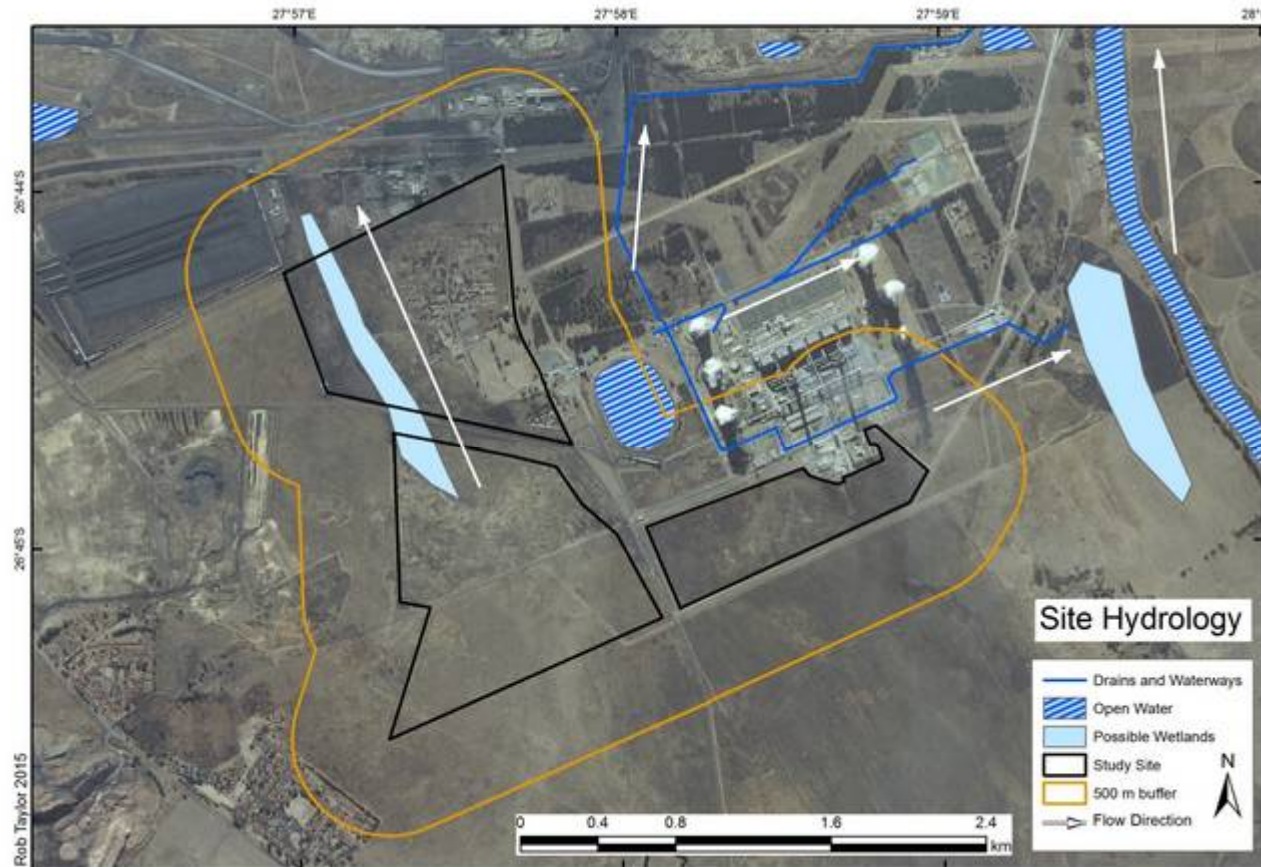 27°57'E
27°58'E
27°59'E
28°
26°44'S
26°45'S
Rob Taylor 2015
Site Hydrology
Drains and Waterways
Open Water
Possible Wetlands
Study Site
500 m buffer
Flow Direction
N
0 0.4 0.8 1.6 2.4
km